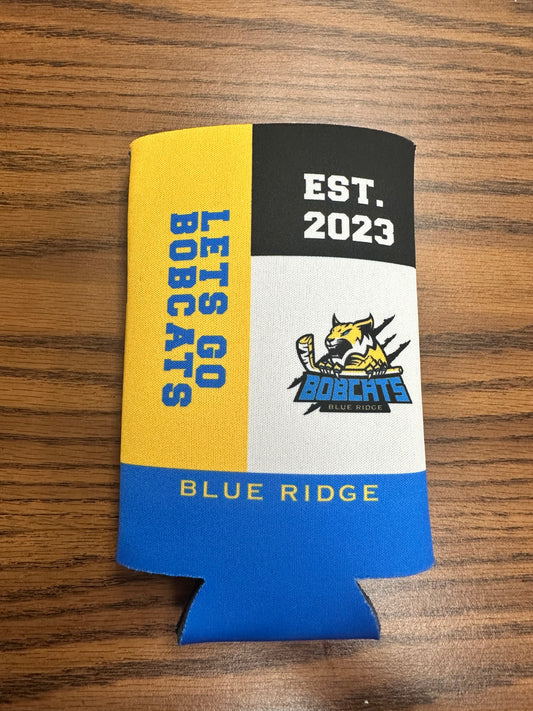 EST.
2023
LETS GO
BOBCATS
BOBCATS
BLUE RIDGE
BLUE RIDGE